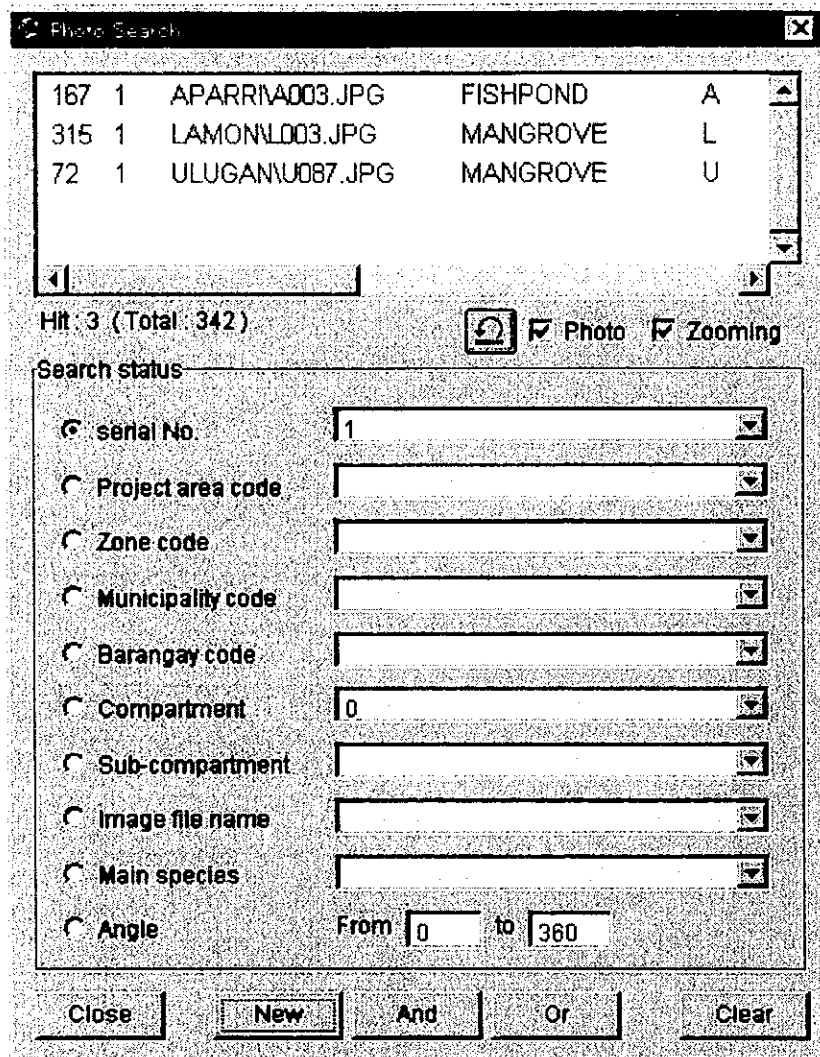 Photo Search
167 1 APARRI\A003.JPG FISHPOND A
315 1 LAMON\L003.JPG MANGROVE L
72 1 ULUGAN\U087.JPG MANGROVE U
Hit : 3 ( Total : 342 ) Photo Zooming
Search status
serial No. 1
Project area code
Zone code
Municipality code
Barangay code
Compartment 0
Sub-compartment
Image file name
Main species
Angle From 0 to 360
Close New And Or Clear